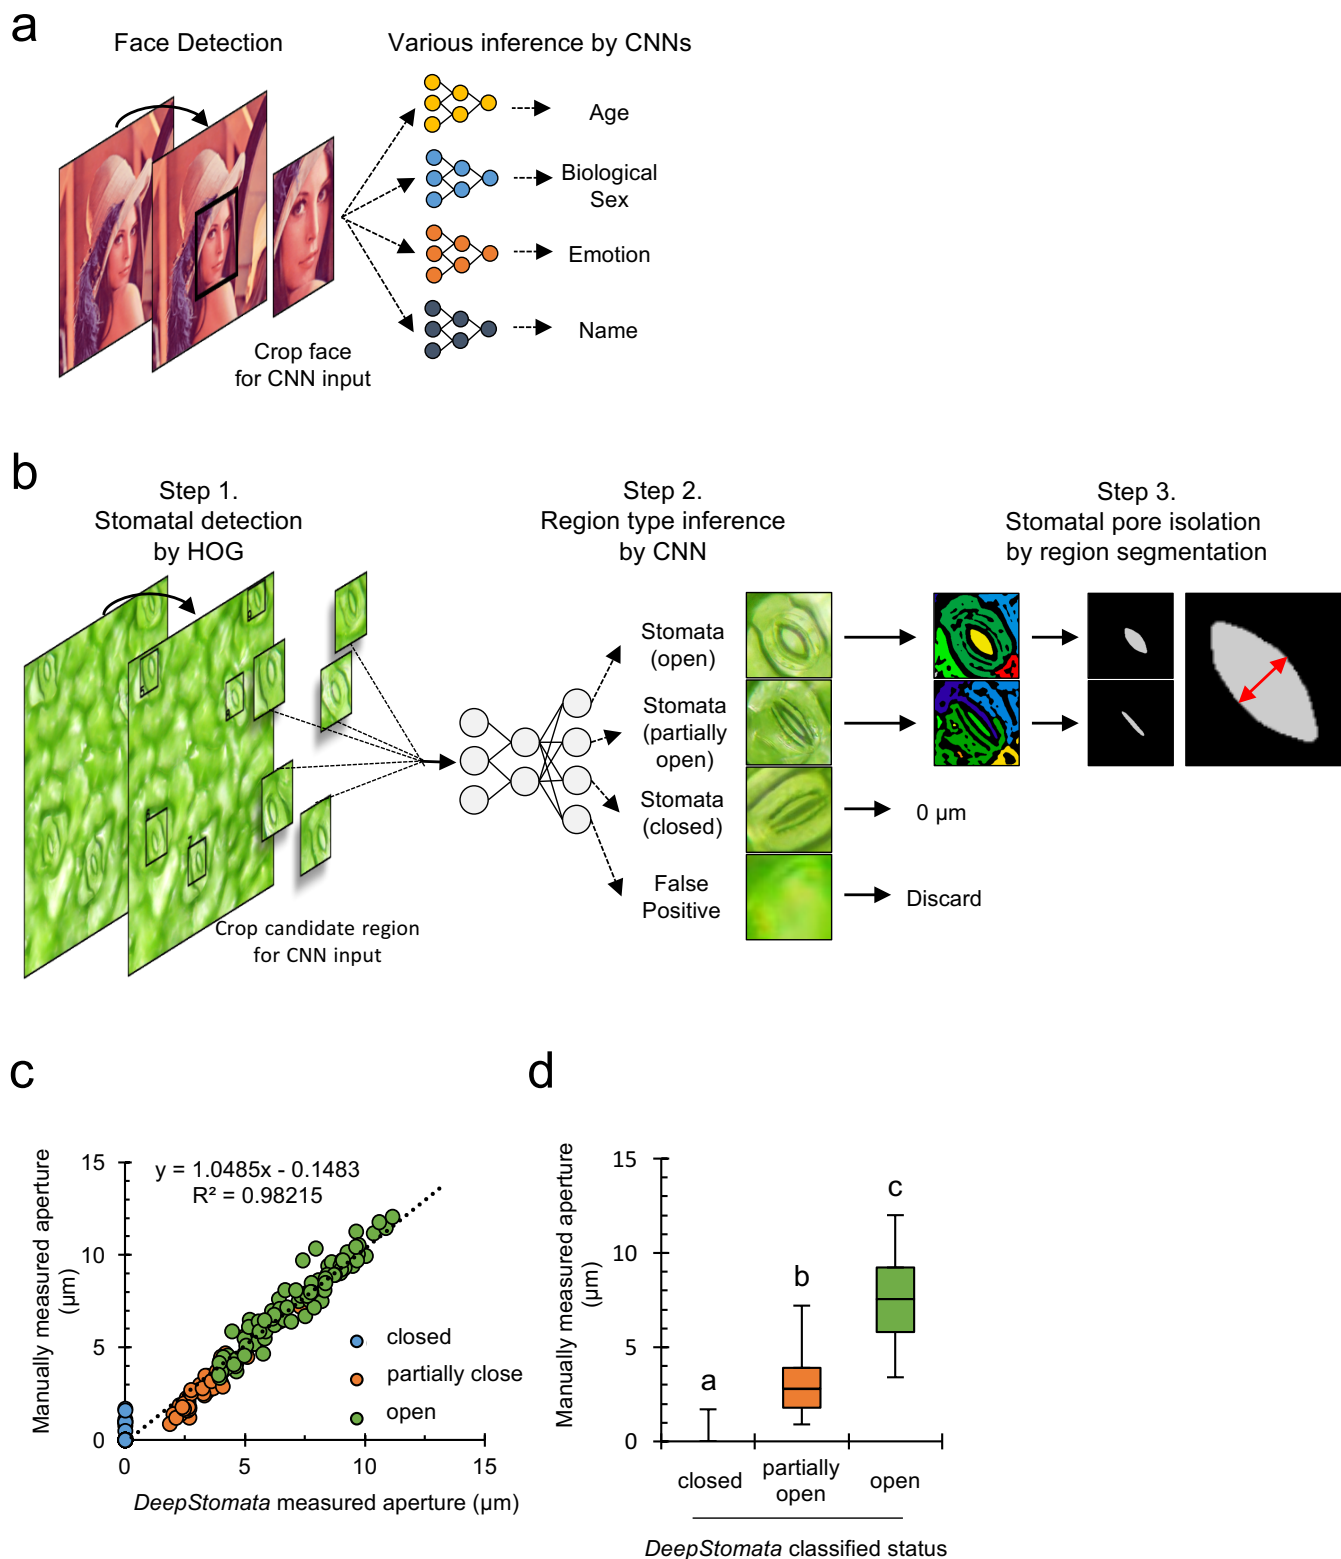 a
Face Detection
Various inference by CNNs
Age
Biological
Sex
Emotion
Name
Crop face
for CNN input
b
Step 1.
Stomatal detection
by HOG
Step 2.
Region type inference
by CNN
Step 3.
Stomatal pore isolation
by region segmentation
Stomata
(open)
Stomata
(partially
open)
Stomata
(closed)
0 μm
False
Positive
Discard
Crop candidate region
for CNN input
c
Manually measured aperture
(μm)
y = 1.0485x - 0.1483
R² = 0.98215
15
10
5
0
closed
partially close
open
0
5
10
15
DeepStomata measured aperture (μm)
d
Manually measured aperture
(μm)
15
10
5
0
a
b
c
closed
partially
open
open
DeepStomata classified status